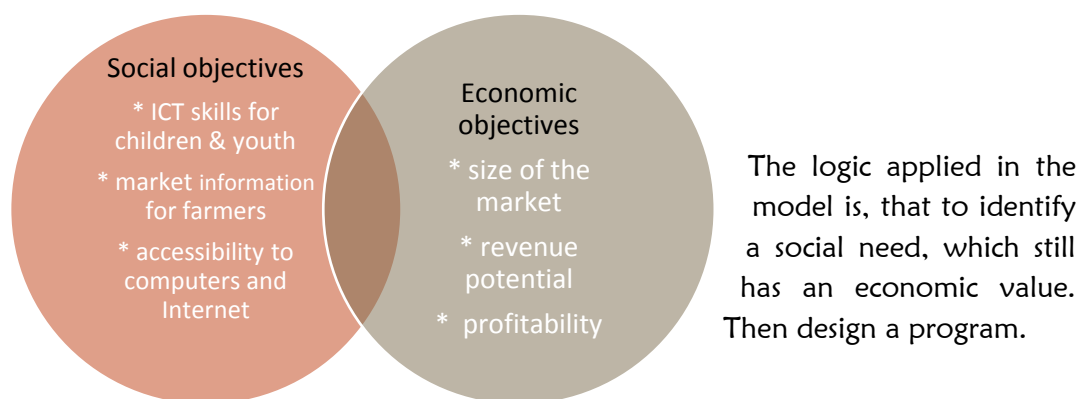 Social objectives
* ICT skills for
children & youth
* market information
for farmers
* accessibility to
computers and
Internet
Economic
objectives
* size of the
market
* revenue
potential
* profitability
The logic applied in the
model is, that to identify
a social need, which still
has an economic value.
Then design a program.